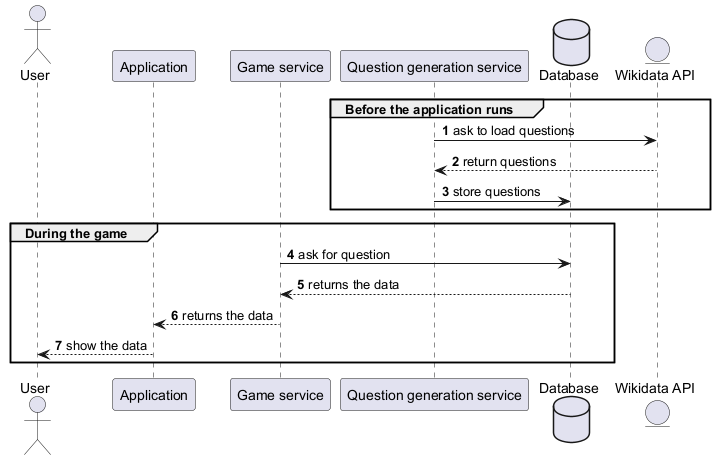 User
Application
Game service
Question generation service
Database
Wikidata API
Before the application runs
1 ask to load questions
2 return questions
3 store questions
During the game
4 ask for question
5 returns the data
6 returns the data
7 show the data
User
Application
Game service
Question generation service
Database
Wikidata API